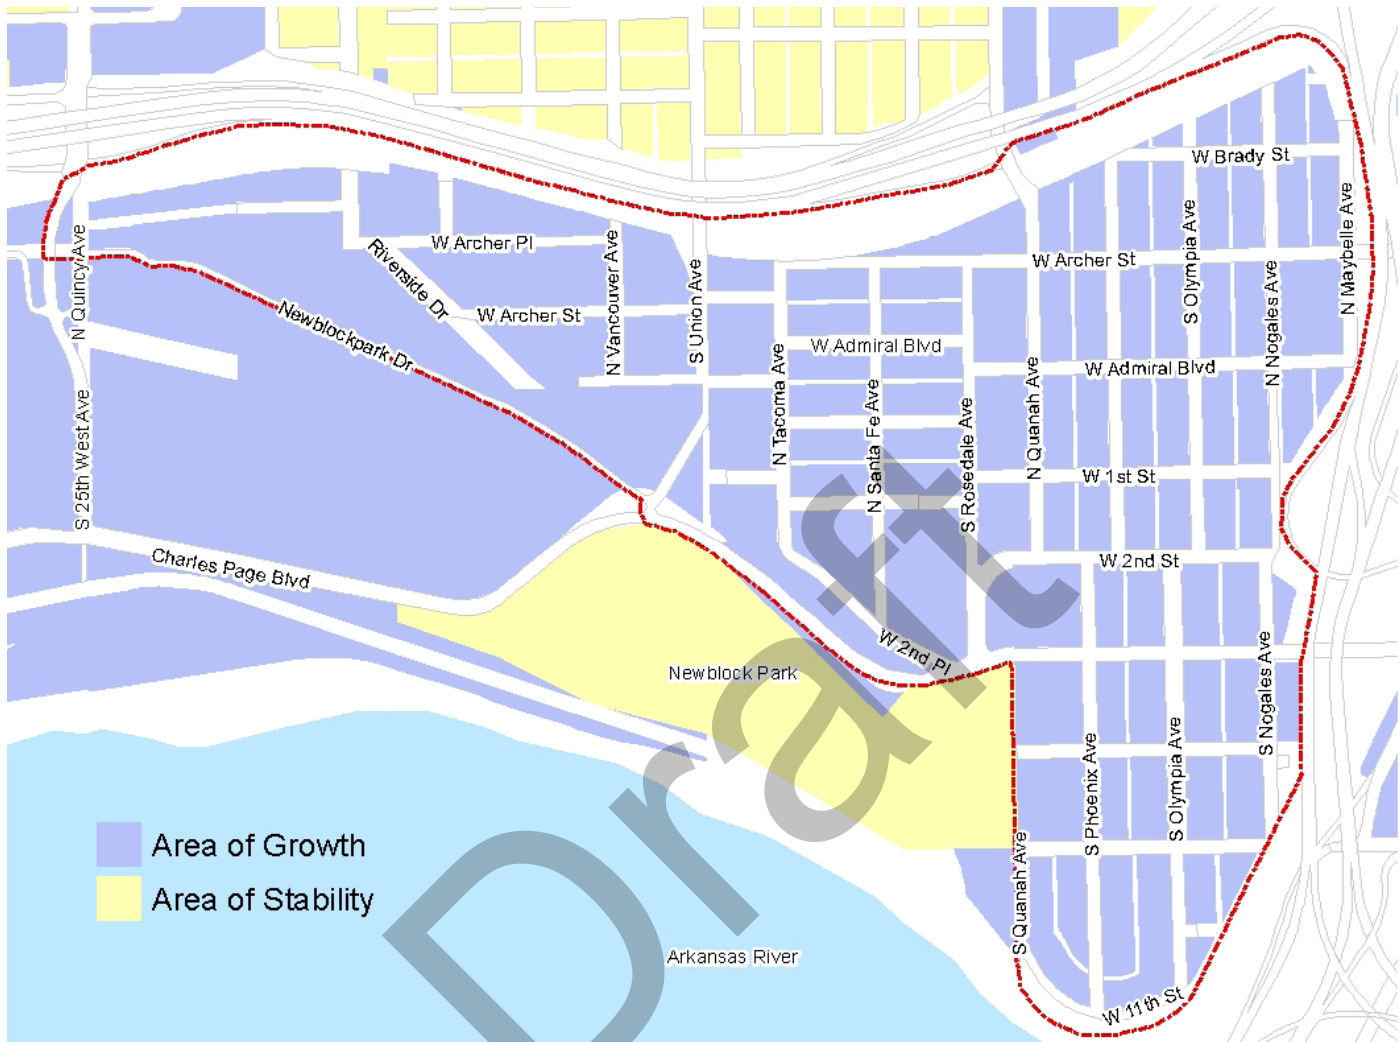 W Brady St
N Quincy Ave
W Archer Pl
Riverside Dr
N Vancouver Ave
S Union Ave
W Archer St
W Archer St
S Olympia Ave
N Nogales Ave
N Maybelle Ave
Newblockpark Dr
W Admiral Blvd
W Admiral Blvd
N Tacoma Ave
N Santa Fe Ave
S Rosedale Ave
N Quanah Ave
S 25th West Ave
W 1st St
W 2nd St
Charles Page Blvd
W 2nd Pl
Newblock Park
S Nogales Ave
S Phoenix Ave
S Olympia Ave
S Quanah Ave
Area of Growth
Area of Stability
Arkansas River
W 11th St
Draft